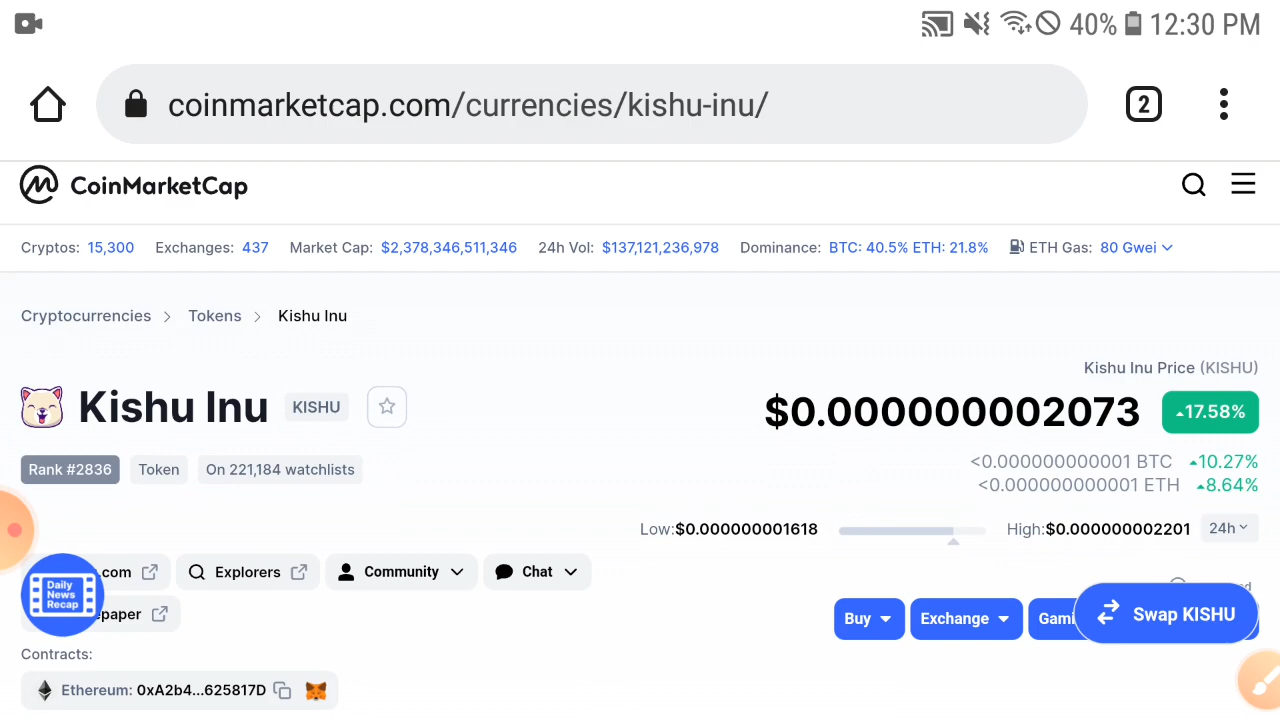 40% 12:30 PM
coinmarketcap.com/currencies/kishu-inu/
2
CoinMarketCap
Cryptos: 15,300 Exchanges: 437 Market Cap: $2,378,346,511,346 24h Vol: $137,121,236,978 Dominance: BTC: 40.5% ETH: 21.8% ETH Gas: 80 Gwei
Cryptocurrencies Tokens Kishu Inu
Kishu Inu Price (KISHU)
Kishu Inu KISHU
$0.000000002073 17.58%
<0.000000000001 BTC 10.27%
Rank #2836 Token On 221,184 watchlists
<0.000000000001 ETH 8.64%
Low:$0.000000001618 High:$0.000000002201 24h
.com Explorers Community Chat
Daily
News
Recap
Buy Exchange Swap KISHU
Contracts:
Ethereum: 0xA2b4...625817D